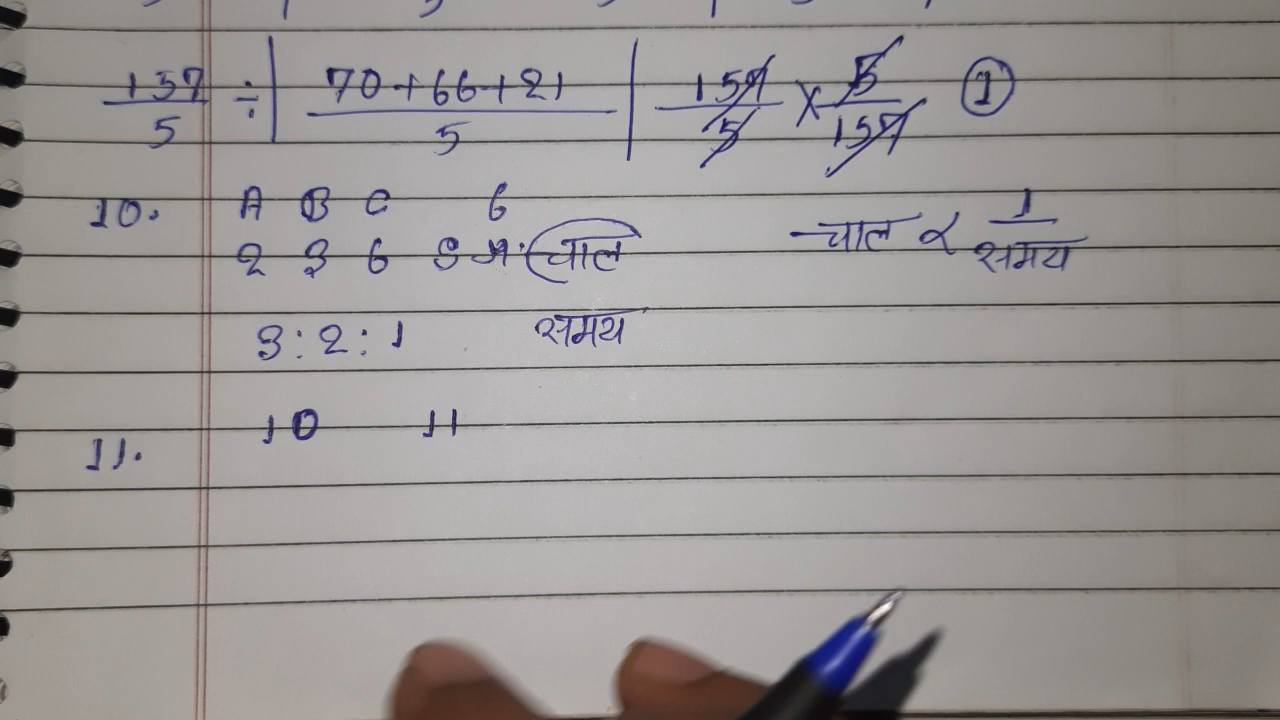 157/5 ÷ | 70+66+21/5 | 157/5 × 5/157 ①
10. A B C 6
2 3 6 चाल चाल ∝ 1/समय
3:2:1 समय
11. 10 11